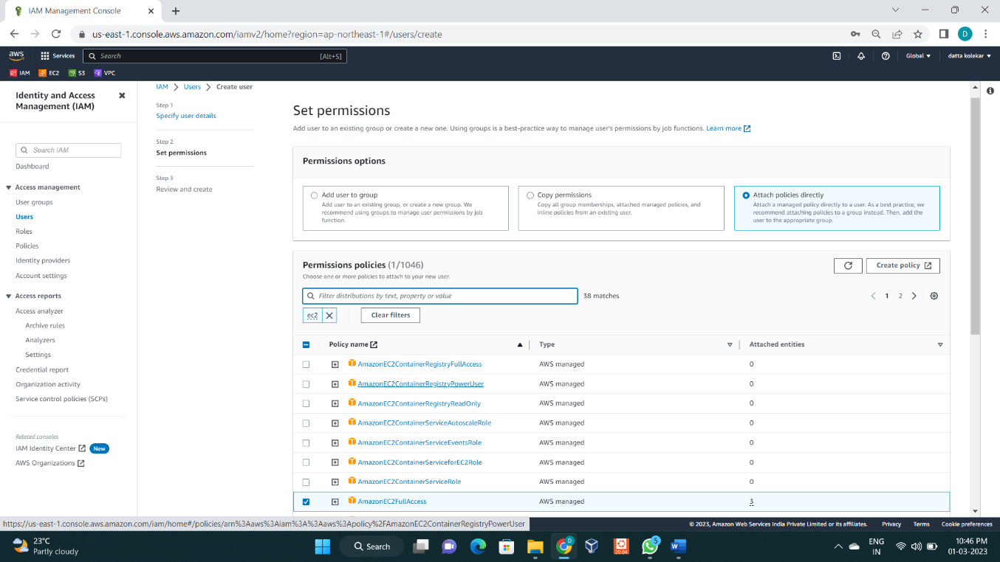 IAM Management Console
us-east-1.console.aws.amazon.com/iamv2/home?region=ap-northeast-1#/users/create
D
aws
Services
Search
[Alt+S]
Global
datta kolekar
IAM
EC2
S3
VPC
Identity and Access
Management (IAM)
Search IAM
Dashboard
Access management
User groups
Users
Roles
Policies
Identity providers
Account settings
Access reports
Access analyzer
Archive rules
Analyzers
Settings
Credential report
Organization activity
Service control policies (SCPs)
Related consoles
IAM Identity Center New
AWS Organizations
IAM > Users > Create user
Step 1
Specify user details
Step 2
Set permissions
Step 3
Review and create
Set permissions
Add user to an existing group or create a new one. Using groups is a best-practice way to manage user's permissions by job functions. Learn more
Permissions options
Add user to group
Add user to an existing group, or create a new group. We
recommend using groups to manage user permissions by job
function.
Copy permissions
Copy all group memberships, attached managed policies, and
inline policies from an existing user.
Attach policies directly
Attach a managed policy directly to a user. As a best practice, we
recommend attaching policies to a group instead. Then, add the
user to the appropriate group.
Permissions policies (1/1046)
Choose one or more policies to attach to your new user.
Create policy
Filter distributions by text, property or value
38 matches
1 2
ec2
Clear filters
Policy name Type Attached entities
AmazonEC2ContainerRegistryFullAccess AWS managed 0
AmazonEC2ContainerRegistryPowerUser AWS managed 0
AmazonEC2ContainerRegistryReadOnly AWS managed 0
AmazonEC2ContainerServiceAutoscaleRole AWS managed 0
AmazonEC2ContainerServiceEventsRole AWS managed 0
AmazonEC2ContainerServiceforEC2Role AWS managed 0
AmazonEC2ContainerServiceRole AWS managed 0
AmazonEC2FullAccess AWS managed 3
https://us-east-1.console.aws.amazon.com/iam/home#/policies/arn%3Aaws%3Aiam%3A%3Aaws%3Apolicy%2FAmazonEC2ContainerRegistryPowerUser
© 2023, Amazon Web Services India Private Limited or its affiliates. Privacy Terms Cookie preferences
23°C
Partly cloudy
Search
D
20.04
5
W
ENG
IN
10:46 PM
01-03-2023